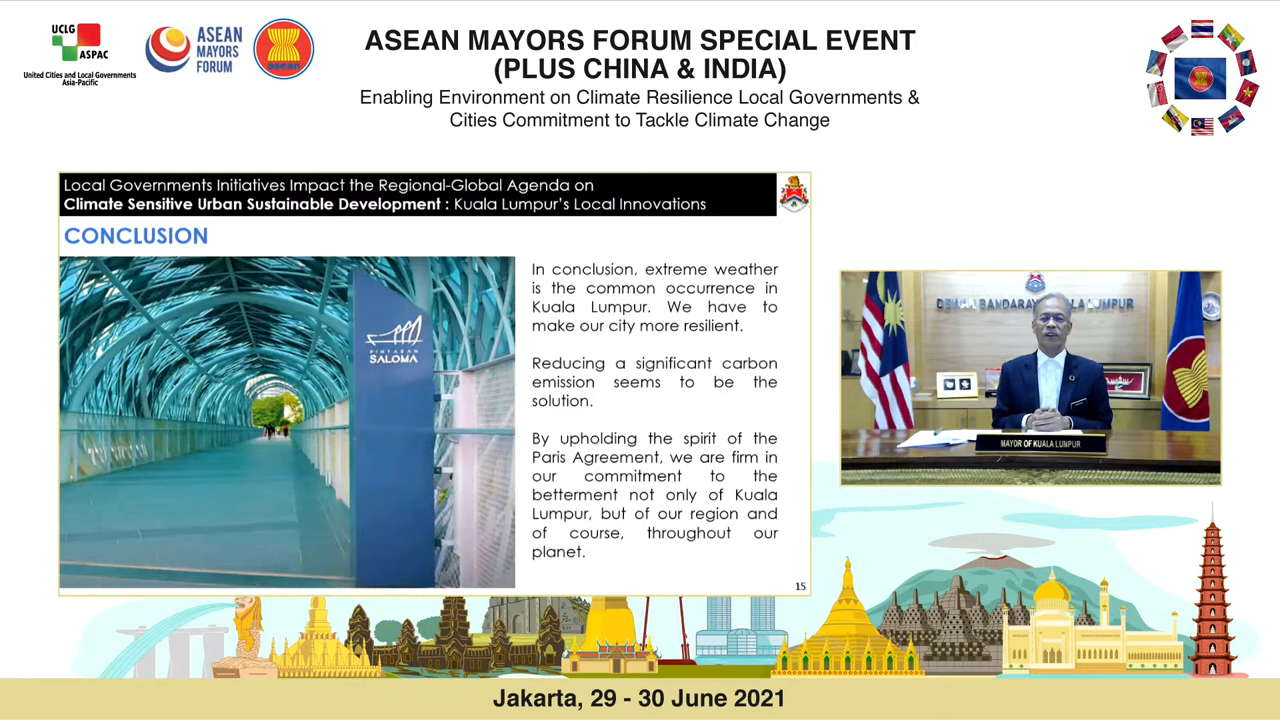 UCLG
ASPAC
United Cities and Local Governments
Asia-Pacific
ASEAN
MAYORS
FORUM
asean
ASEAN MAYORS FORUM SPECIAL EVENT
(PLUS CHINA & INDIA)
Enabling Environment on Climate Resilience Local Governments &
Cities Commitment to Tackle Climate Change
Local Governments Initiatives Impact the Regional-Global Agenda on
Climate Sensitive Urban Sustainable Development : Kuala Lumpur's Local Innovations
CONCLUSION
PINTASAN
SALOMA
In conclusion, extreme weather
is the common occurrence in
Kuala Lumpur. We have to
make our city more resilient.
Reducing a significant carbon
emission seems to be the
solution.
By upholding the spirit of the
Paris Agreement, we are firm in
our commitment to the
betterment not only of Kuala
Lumpur, but of our region and
of course, throughout our
planet.
15
DEWAN BANDARAYA KUALA LUMPUR
MAYOR OF KUALA LUMPUR
Jakarta, 29 - 30 June 2021